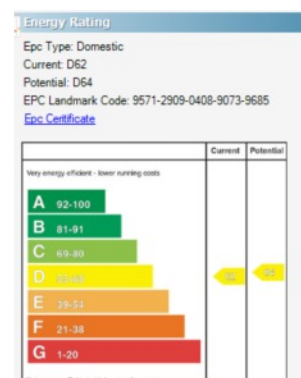 Energy Rating
Epc Type: Domestic
Current: D62
Potential: D64
EPC Landmark Code: 9571-2909-0408-9073-9685
Epc Certificate
Current Potential
Very energy efficient - lower running costs
A 92-100
B 81-91
C 69-80
D
E 39-54
F 21-38
G 1-20